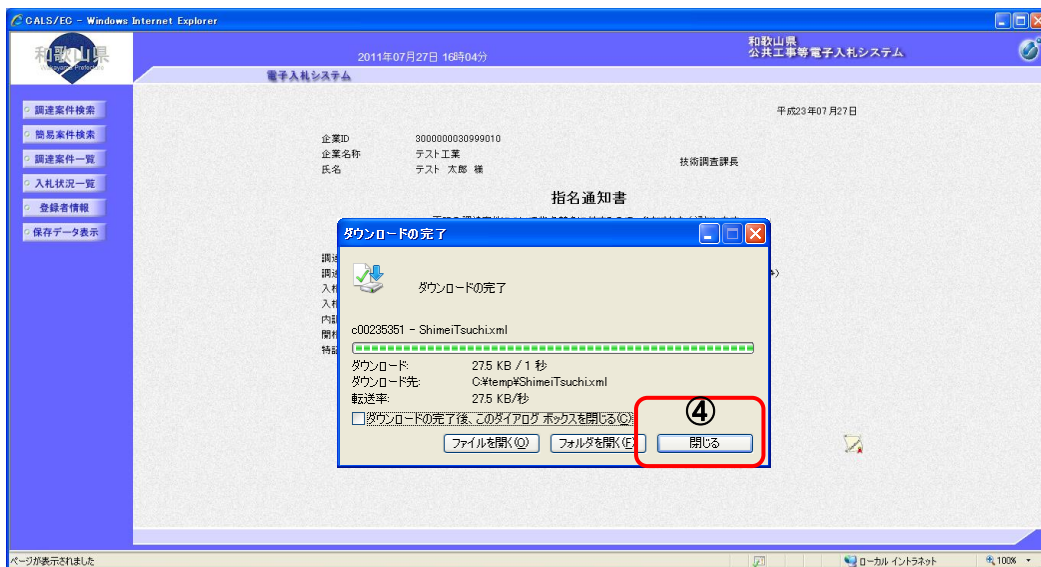 CALS/EC - Windows Internet Explorer
和歌山県
Wakayama Prefecture
2011年07月27日 16時04分
和歌山県
公共工事等電子入札システム
電子入札システム
調達案件検索
簡易案件検索
調達案件一覧
入札状況一覧
登録者情報
保存データ表示
平成23年07月27日
企業ID 3000000030999010
企業名称 テスト工業
氏名 テスト 太郎 様
技術調査課長
指名通知書
ダウンロードの完了
ダウンロードの完了
c00235351 - ShimeiTsuchi.xml
ダウンロード: 27.5 KB / 1 秒
ダウンロード先: C:¥temp¥ShimeiTsuchi.xml
転送率: 27.5 KB/秒
ダウンロードの完了後、このダイアログ ボックスを閉じる(C)
④
ファイルを開く(O) フォルダを開く(F) 閉じる
ページが表示されました
ローカル イントラネット
100%